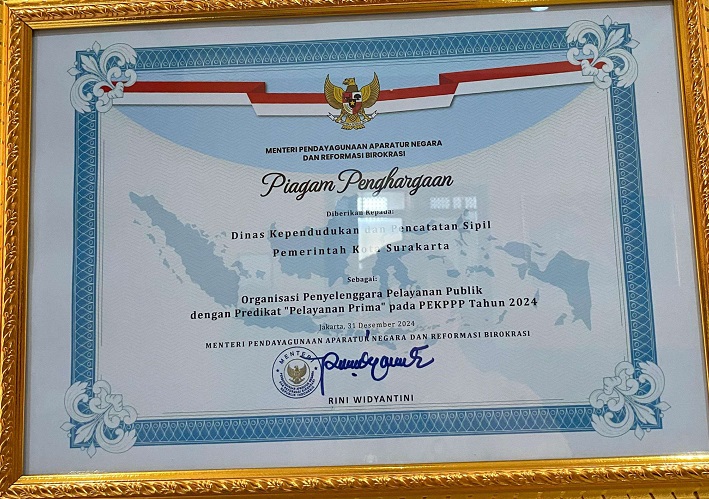 MENTERI PENDAYAGUNAAN APARATUR NEGARA
DAN REFORMASI BIROKRASI
Piagam Penghargaan
Diberikan Kepada:
Dinas Kependudukan dan Pencatatan Sipil
Pemerintah Kota Surakarta
Sebagai:
Organisasi Penyelenggara Pelayanan Publik
dengan Predikat "Pelayanan Prima" pada PEKPPP Tahun 2024
Jakarta, 31 Desember 2024
MENTERI PENDAYAGUNAAN APARATUR NEGARA DAN REFORMASI BIROKRASI
MENTERI
RINI WIDYANTINI